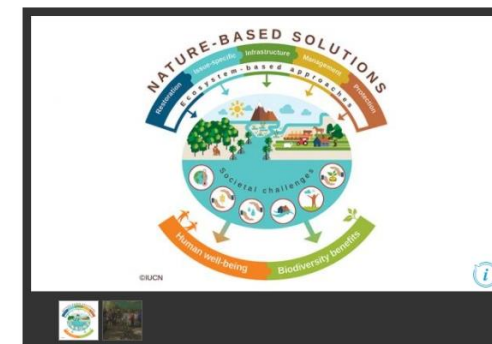 NATURE-BASED SOLUTIONS
Restoration
Issue-specific
Infrastructure
Management
Protection
Ecosystem-based approaches
Societal challenges
Human well-being
Biodiversity benefits
©IUCN
i